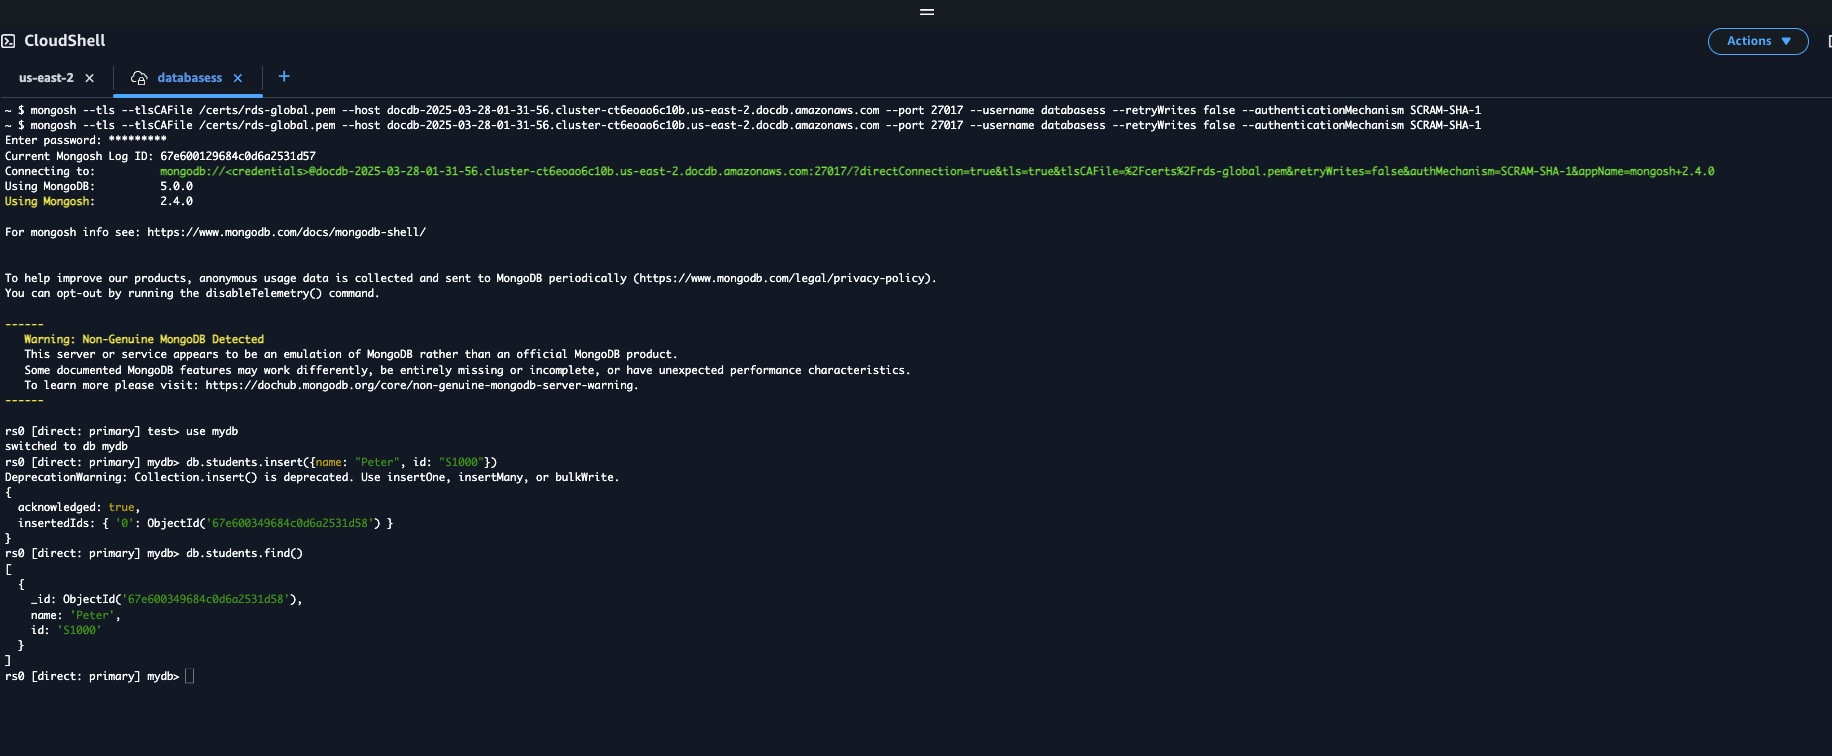 CloudShell
Actions
us-east-2
databasess
~ $ mongosh --tls --tlsCAFile /certs/rds-global.pem --host docdb-2025-03-28-01-31-56.cluster-ct6eoao6c10b.us-east-2.docdb.amazonaws.com --port 27017 --username databasess --retryWrites false --authenticationMechanism SCRAM-SHA-1
~ $ mongosh --tls --tlsCAFile /certs/rds-global.pem --host docdb-2025-03-28-01-31-56.cluster-ct6eoao6c10b.us-east-2.docdb.amazonaws.com --port 27017 --username databasess --retryWrites false --authenticationMechanism SCRAM-SHA-1
Enter password: *********
Current Mongosh Log ID: 67e600129684c0d6a2531d57
Connecting to: mongodb://<credentials>@docdb-2025-03-28-01-31-56.cluster-ct6eoao6c10b.us-east-2.docdb.amazonaws.com:27017/?directConnection=true&tls=true&tlsCAFile=%2Fcerts%2Frds-global.pem&retryWrites=false&authMechanism=SCRAM-SHA-1&appName=mongosh+2.4.0
Using MongoDB: 5.0.0
Using Mongosh: 2.4.0
For mongosh info see: https://www.mongodb.com/docs/mongodb-shell/
To help improve our products, anonymous usage data is collected and sent to MongoDB periodically (https://www.mongodb.com/legal/privacy-policy).
You can opt-out by running the disableTelemetry() command.
------
Warning: Non-Genuine MongoDB Detected
This server or service appears to be an emulation of MongoDB rather than an official MongoDB product.
Some documented MongoDB features may work differently, be entirely missing or incomplete, or have unexpected performance characteristics.
To learn more please visit: https://dochub.mongodb.org/core/non-genuine-mongodb-server-warning.
------
rs0 [direct: primary] test> use mydb
switched to db mydb
rs0 [direct: primary] mydb> db.students.insert({name: "Peter", id: "S1000"})
DeprecationWarning: Collection.insert() is deprecated. Use insertOne, insertMany, or bulkWrite.
{
acknowledged: true,
insertedIds: { '0': ObjectId('67e600349684c0d6a2531d58') }
}
rs0 [direct: primary] mydb> db.students.find()
[
{
_id: ObjectId('67e600349684c0d6a2531d58'),
name: 'Peter',
id: 'S1000'
}
]
rs0 [direct: primary] mydb>